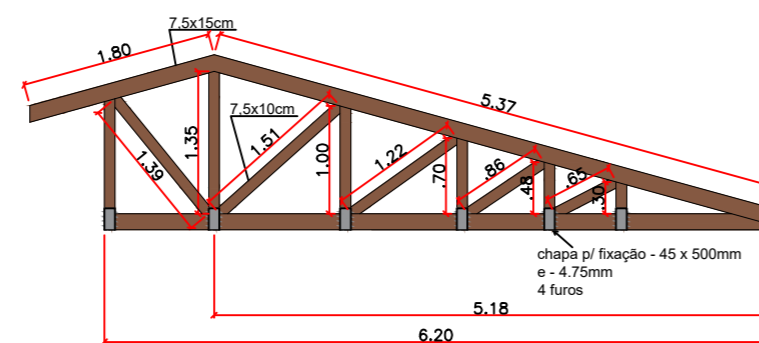 7.5x15cm
1.80
5.37
7.5x10cm
1.39
1.35
1.51
1.00
1.22
.70
.86
.48
.65
.30
chapa p/ fixação - 45 x 500mm
e - 4.75mm
4 furos
5.18
6.20